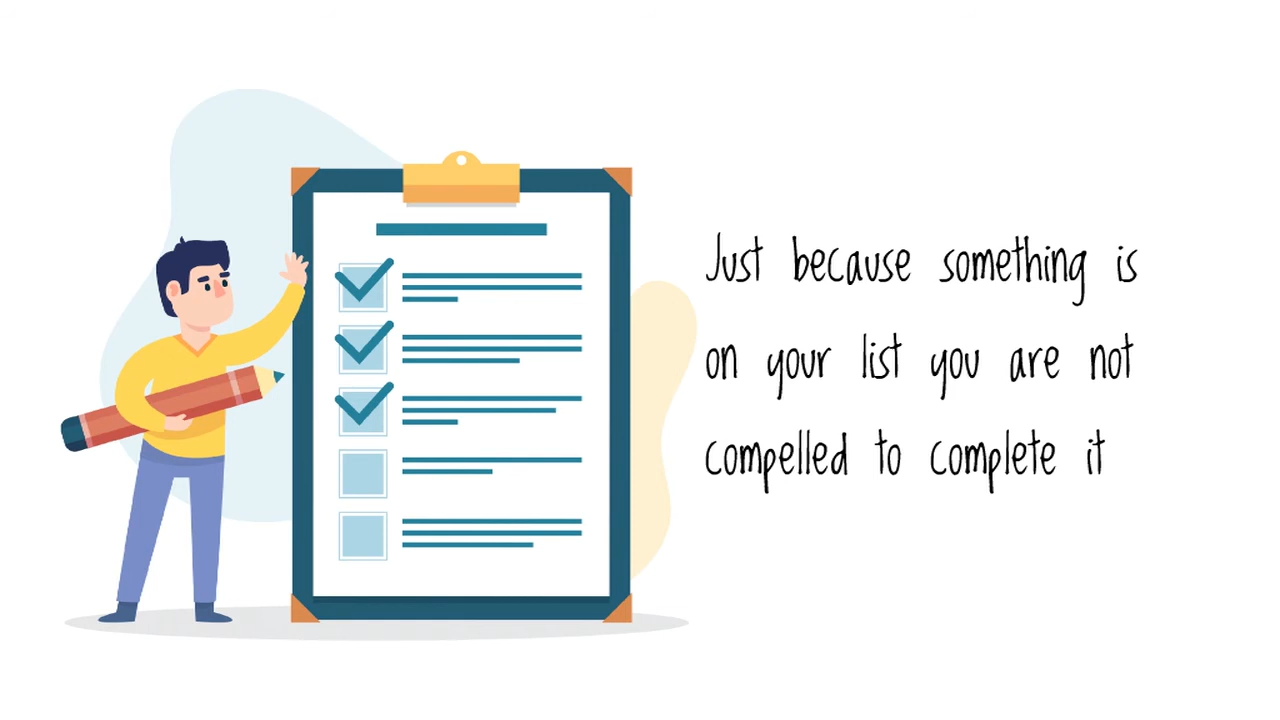 Just because something is
on your list you are not
compelled to complete it